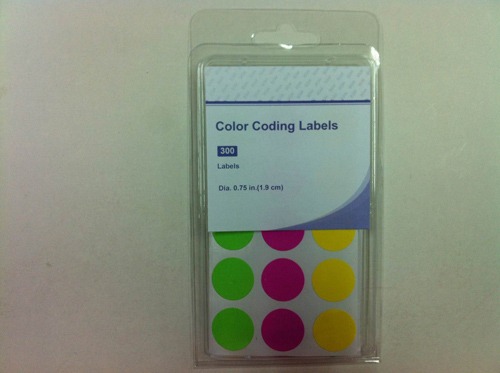 Color Coding Labels
300
Labels
Dia. 0.75 in.(1.9 cm)